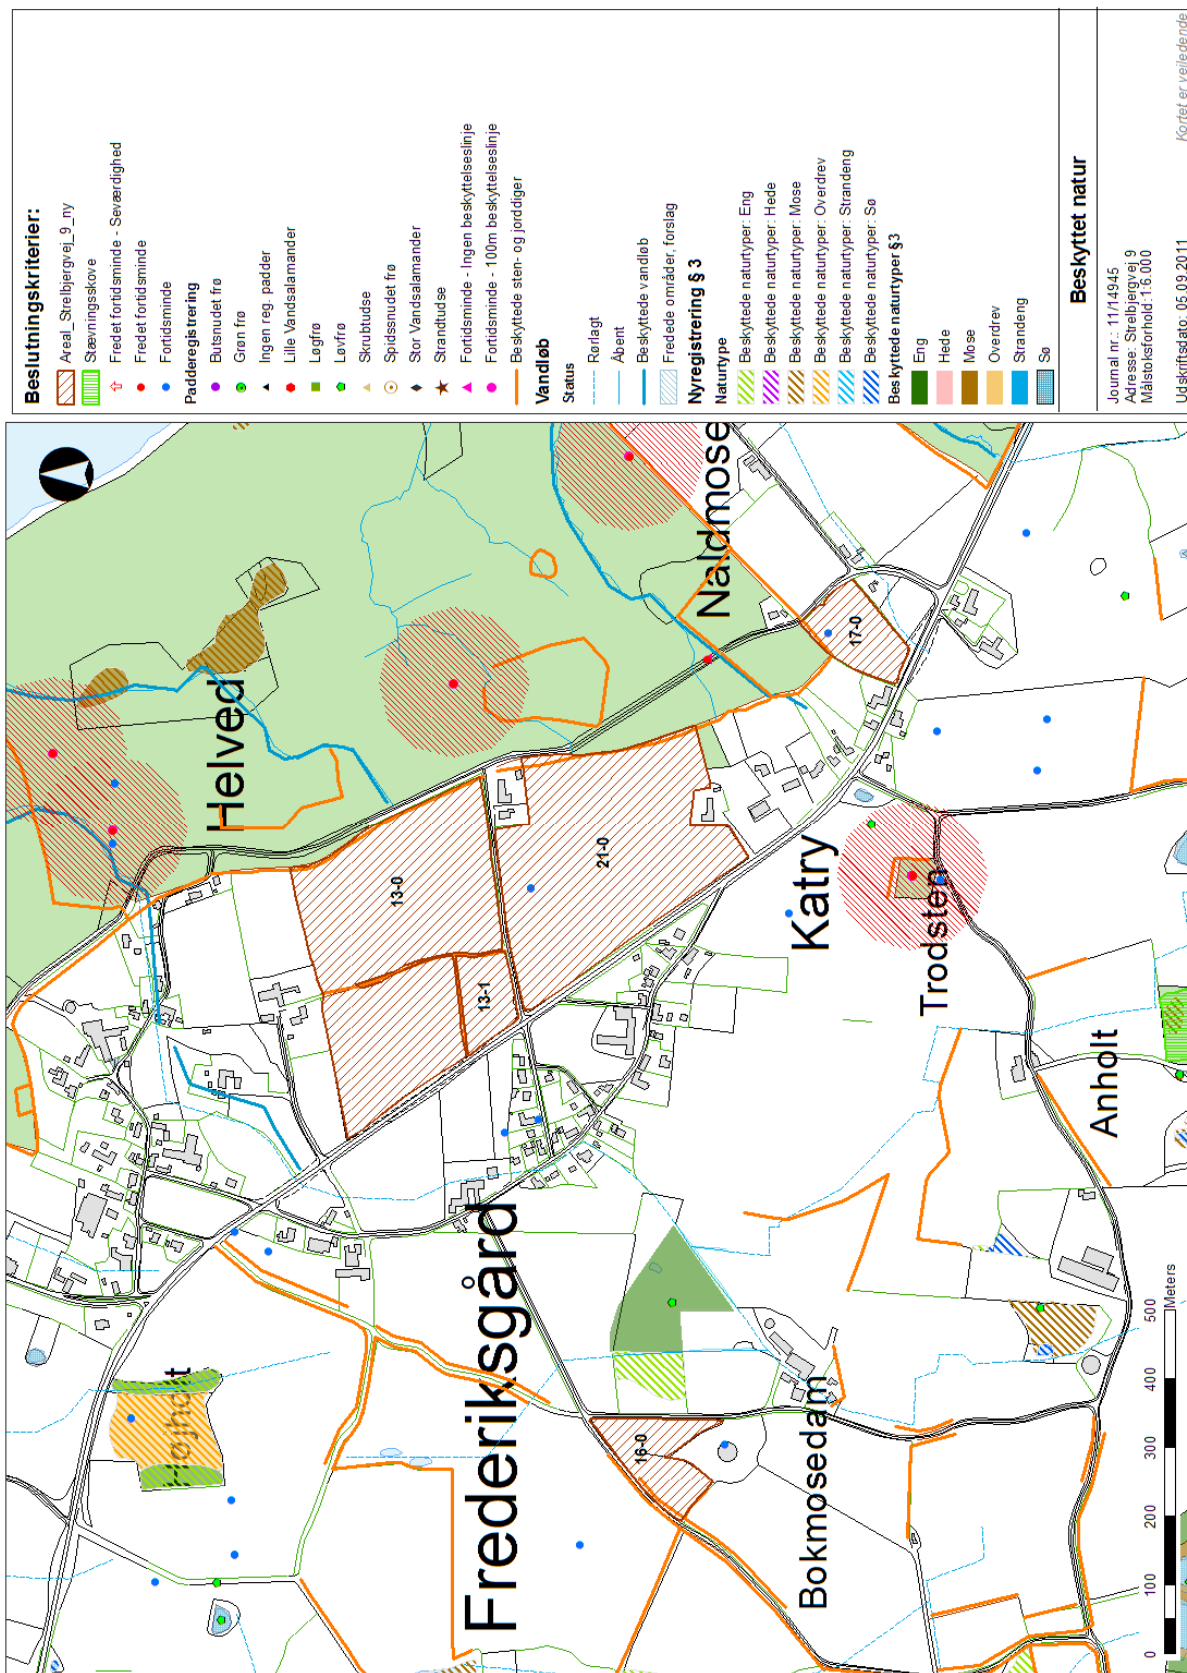 Beslutningskriterier:
Areal_Strelbjergvej_9_ny
Stævningsskove
Fredet fortidsminde - Seværdighed
Fredet fortidsminde
Fortidsminde
Padderegistrering
Butsnudet frø
Grøn frø
Ingen reg. padder
Lille Vandsalamander
Løgfrø
Løvfrø
Skrubtudse
Spidssnudet frø
Stor Vandsalamander
Strandtudse
Fortidsminde - Ingen beskyttelseslinje
Fortidsminde - 100m beskyttelseslinje
Beskyttede sten- og jorddiger
Vandløb
Status
Rørlagt
Åbent
Beskyttede vandløb
Fredede områder, forslag
Nyregistrering § 3
Naturtype
Beskyttede naturtyper: Eng
Beskyttede naturtyper: Hede
Beskyttede naturtyper: Mose
Beskyttede naturtyper: Overdrev
Beskyttede naturtyper: Strandeng
Beskyttede naturtyper: Sø
Beskyttede naturtyper §3
Eng
Hede
Mose
Overdrev
Strandeng
Sø
Beskyttet natur
Journal nr.: 11/14945
Adresse: Strelbjergvej 9
Målstoksforhold:1:6.000
Udskriftsdato: 05.09.2011
Kortet er vejledende
Helved
Naldmose
Højholt
Frederiksgård
Katry
Trodsten
Anholt
Bokmosedam
13-0
13-1
21-0
17-0
16-0
0 100 200 300 400 500
Meters